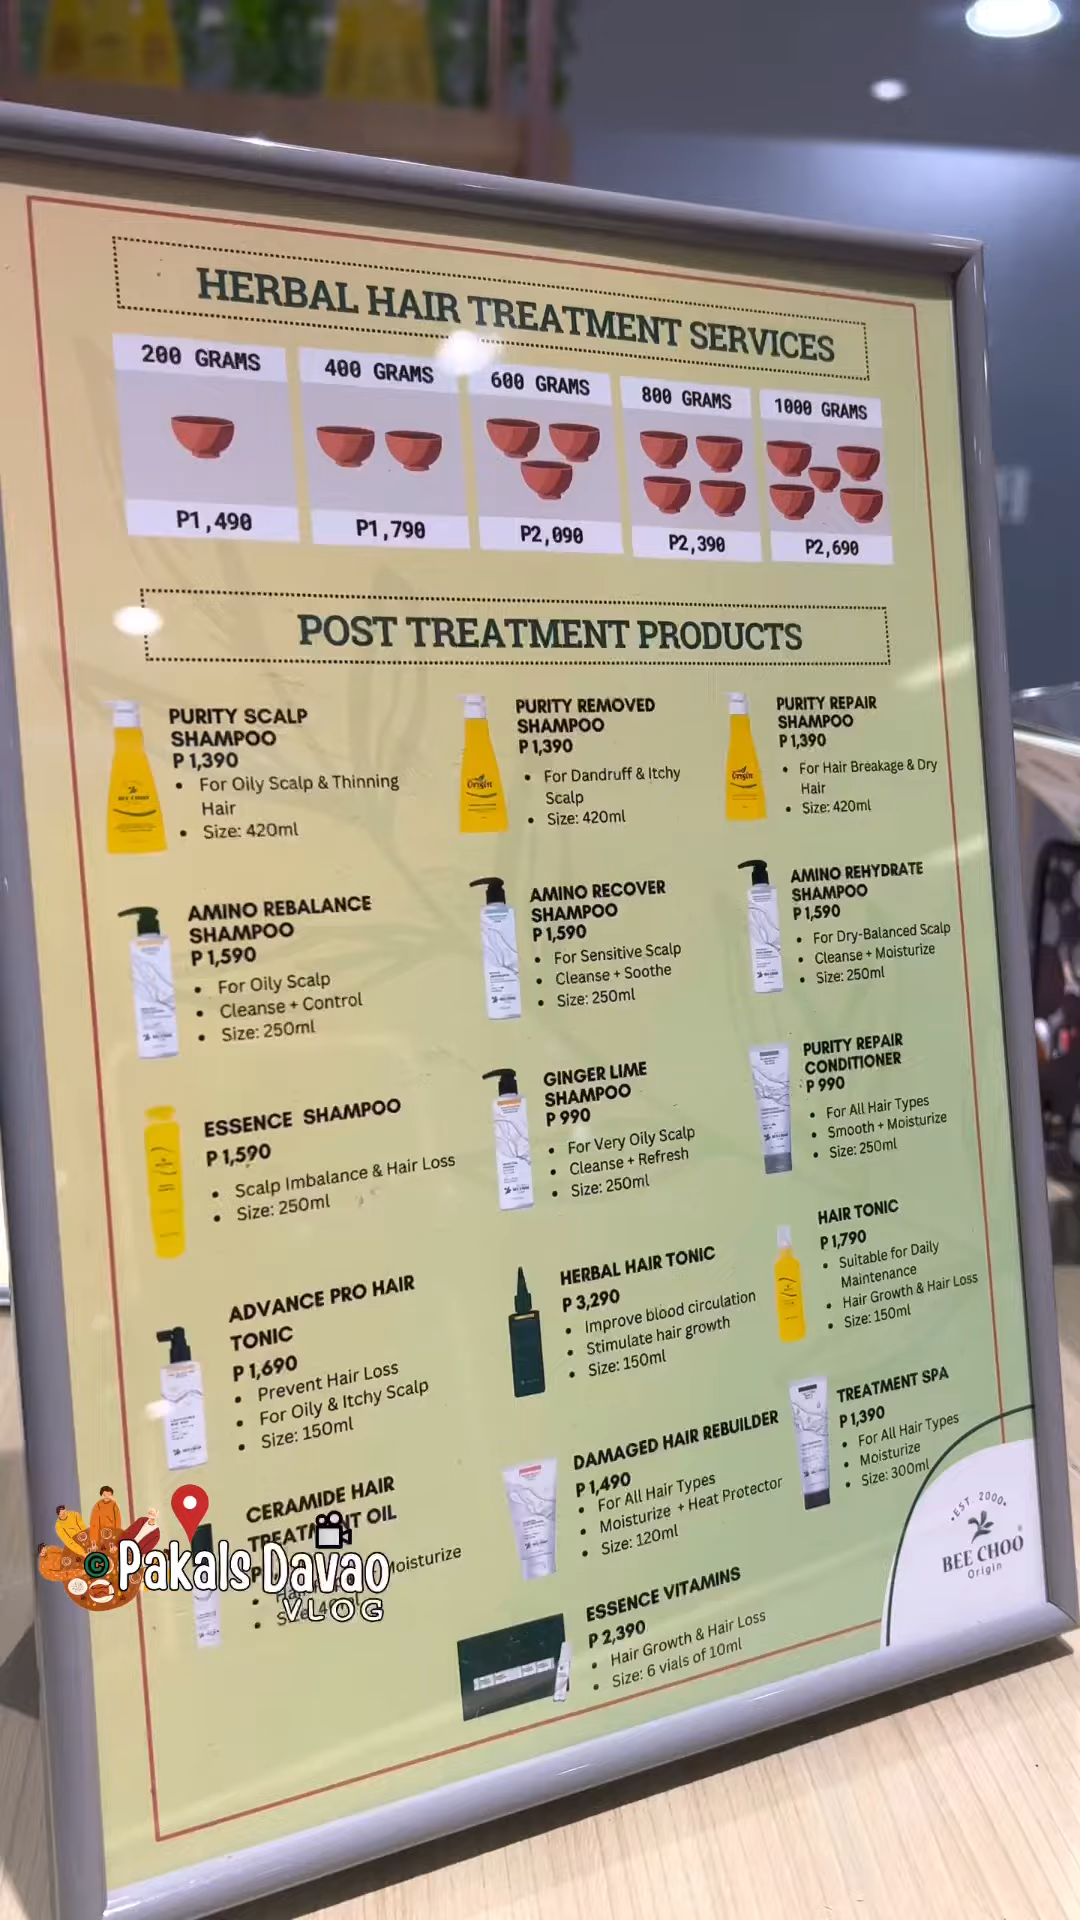 HERBAL HAIR TREATMENT SERVICES
200 GRAMS
400 GRAMS
600 GRAMS
800 GRAMS
1000 GRAMS
P1,490
P1,790
P2,090
P2,390
P2,690
POST TREATMENT PRODUCTS
PURITY SCALP
SHAMPOO
P 1,390
• For Oily Scalp & Thinning
Hair
• Size: 420ml
PURITY REMOVED
SHAMPOO
P 1,390
• For Dandruff & Itchy
Scalp
• Size: 420ml
PURITY REPAIR
SHAMPOO
P 1,390
• For Hair Breakage & Dry
Hair
• Size: 420ml
AMINO REBALANCE
SHAMPOO
P 1,590
• For Oily Scalp
• Cleanse + Control
• Size: 250ml
AMINO RECOVER
SHAMPOO
P 1,590
• For Sensitive Scalp
• Cleanse + Soothe
• Size: 250ml
AMINO REHYDRATE
SHAMPOO
P 1,590
• For Dry-Balanced Scalp
• Cleanse + Moisturize
• Size: 250ml
ESSENCE SHAMPOO
P 1,590
• Scalp Imbalance & Hair Loss
• Size: 250ml
GINGER LIME
SHAMPOO
P 990
• For Very Oily Scalp
• Cleanse + Refresh
• Size: 250ml
PURITY REPAIR
CONDITIONER
P 990
• For All Hair Types
• Smooth + Moisturize
• Size: 250ml
ADVANCE PRO HAIR
TONIC
P 1,690
• Prevent Hair Loss
• For Oily & Itchy Scalp
• Size: 150ml
HERBAL HAIR TONIC
P 3,290
• Improve blood circulation
• Stimulate hair growth
• Size: 150ml
HAIR TONIC
P 1,790
• Suitable for Daily
Maintenance
• Hair Growth & Hair Loss
• Size: 150ml
CERAMIDE HAIR
TREATMENT OIL
Moisturize
DAMAGED HAIR REBUILDER
P 1,490
• For All Hair Types
• Moisturize + Heat Protector
• Size: 120ml
TREATMENT SPA
P 1,390
• For All Hair Types
• Moisturize
• Size: 300ml
ESSENCE VITAMINS
P 2,390
• Hair Growth & Hair Loss
• Size: 6 vials of 10ml
•EST. 2000•
BEE CHOO
Origin
© Pakals Davao
VLOG